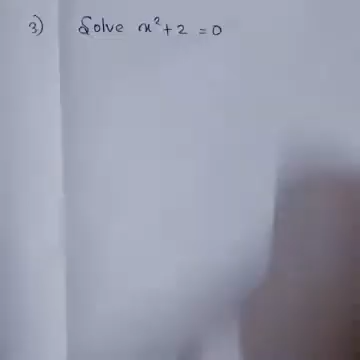 3) Solve x² + 2 = 0